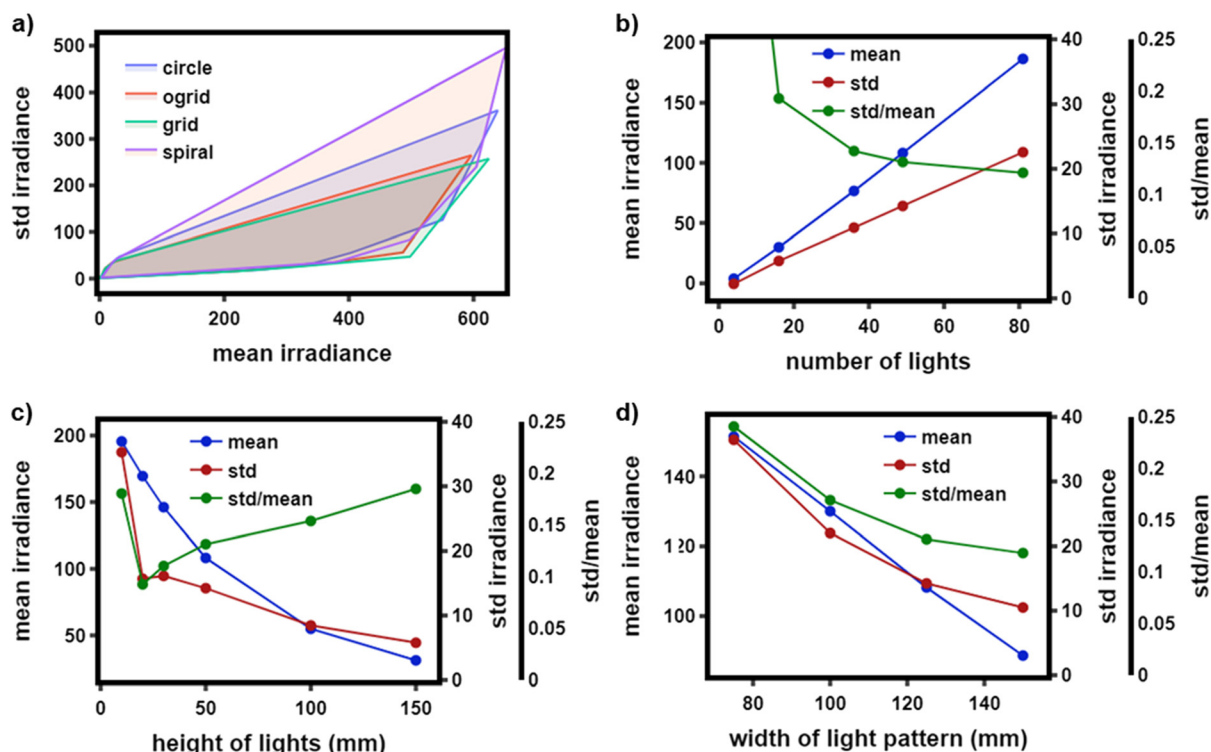 a)
500
400
300
200
100
0
std irradiance
circle
ogrid
grid
spiral
0
200
400
600
mean irradiance
b)
200
150
100
50
0
mean irradiance
mean
std
std/mean
40
30
20
10
0
std irradiance
0.25
0.2
0.15
0.1
0.05
0
std/mean
0
20
40
60
80
number of lights
c)
200
150
100
50
mean irradiance
mean
std
std/mean
40
30
20
10
0
std irradiance
0.25
0.2
0.15
0.1
0.05
0
std/mean
0
50
100
150
height of lights (mm)
d)
140
120
100
mean irradiance
mean
std
std/mean
40
30
20
10
0
std irradiance
0.25
0.2
0.15
0.1
0.05
0
std/mean
80
100
120
140
width of light pattern (mm)